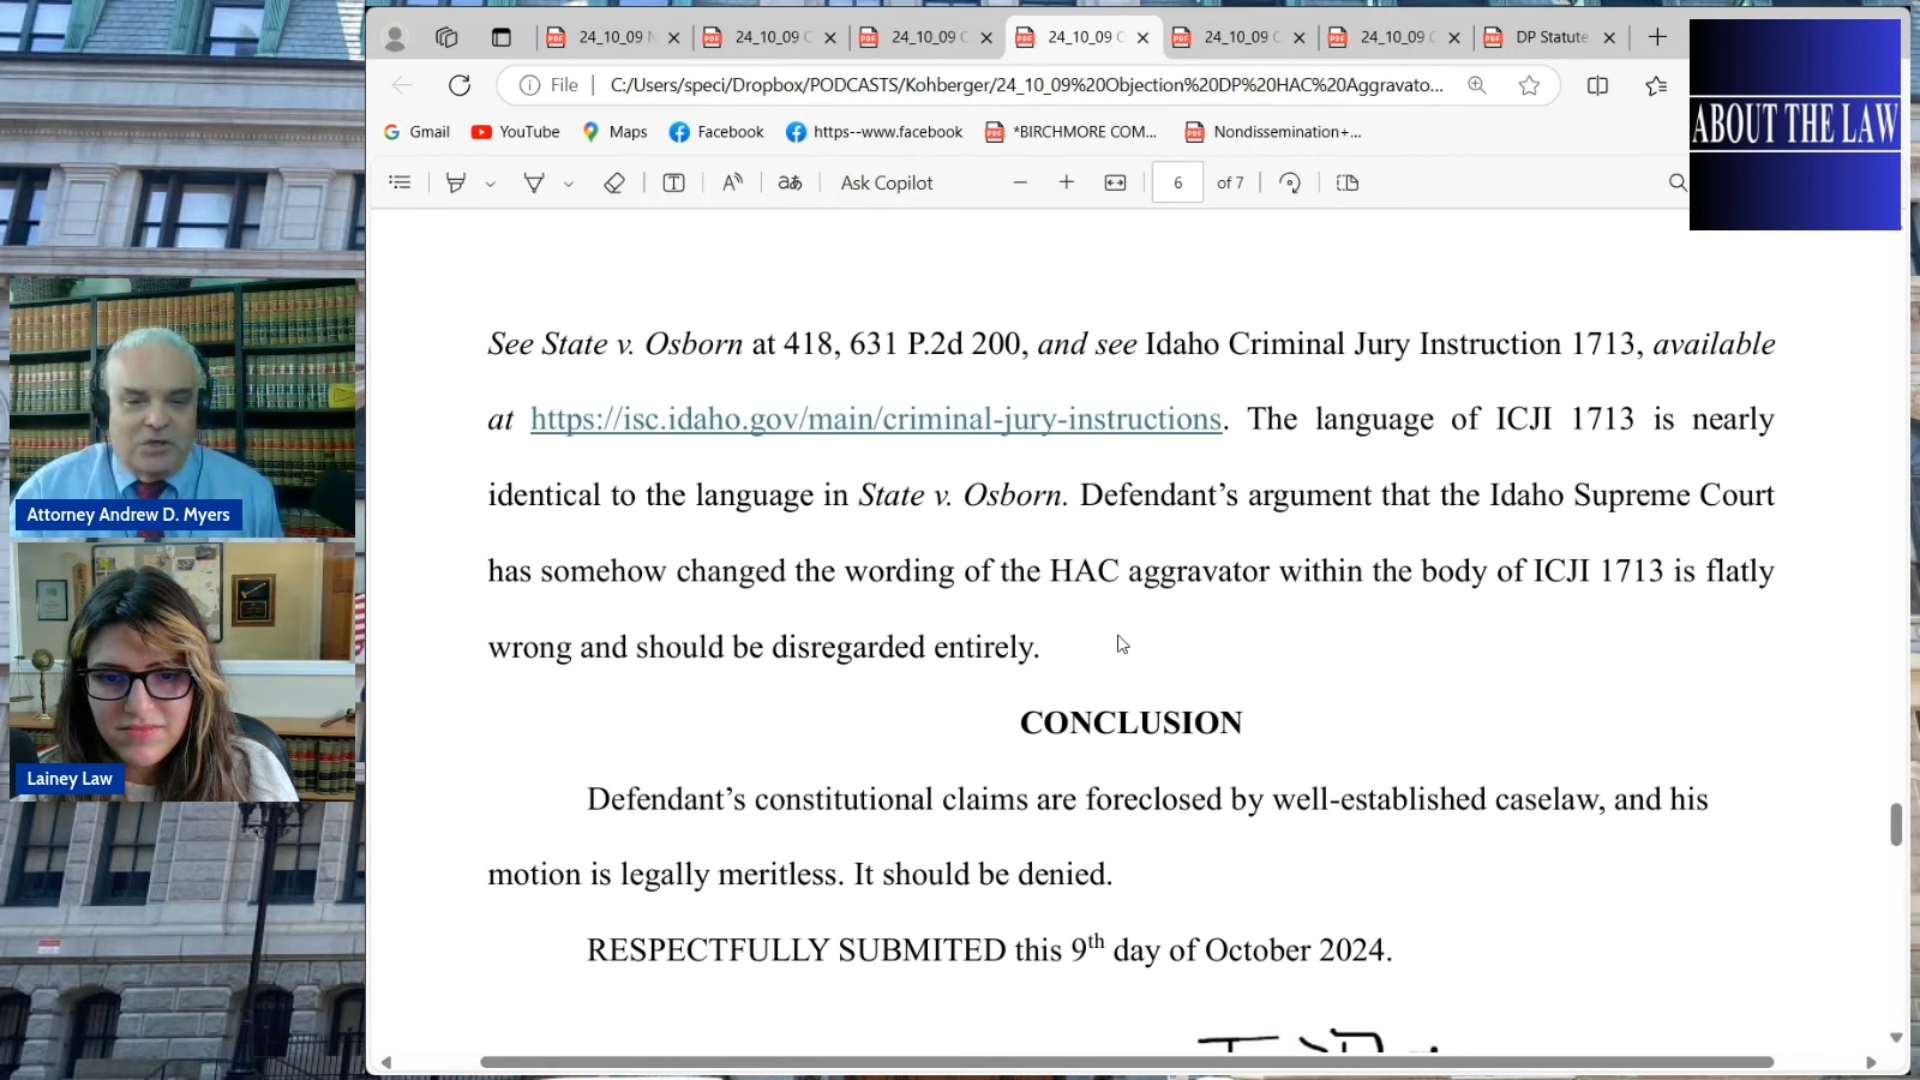 24_10_09 N
24_10_09 C
24_10_09 C
24_10_09 C
24_10_09 C
24_10_09 C
DP Statute
File
C:/Users/speci/Dropbox/PODCASTS/Kohberger/24_10_09%20Objection%20DP%20HAC%20Aggravato...
Gmail
YouTube
Maps
Facebook
https--www.facebook
*BIRCHMORE COM...
Nondissemination+...
ABOUT THE LAW
Ask Copilot
6
of 7
See State v. Osborn at 418, 631 P.2d 200, and see Idaho Criminal Jury Instruction 1713, available
at https://isc.idaho.gov/main/criminal-jury-instructions. The language of ICJI 1713 is nearly
identical to the language in State v. Osborn. Defendant’s argument that the Idaho Supreme Court
has somehow changed the wording of the HAC aggravator within the body of ICJI 1713 is flatly
wrong and should be disregarded entirely.
CONCLUSION
Defendant’s constitutional claims are foreclosed by well-established caselaw, and his
motion is legally meritless. It should be denied.
RESPECTFULLY SUBMITED this 9th day of October 2024.
Attorney Andrew D. Myers
Lainey Law